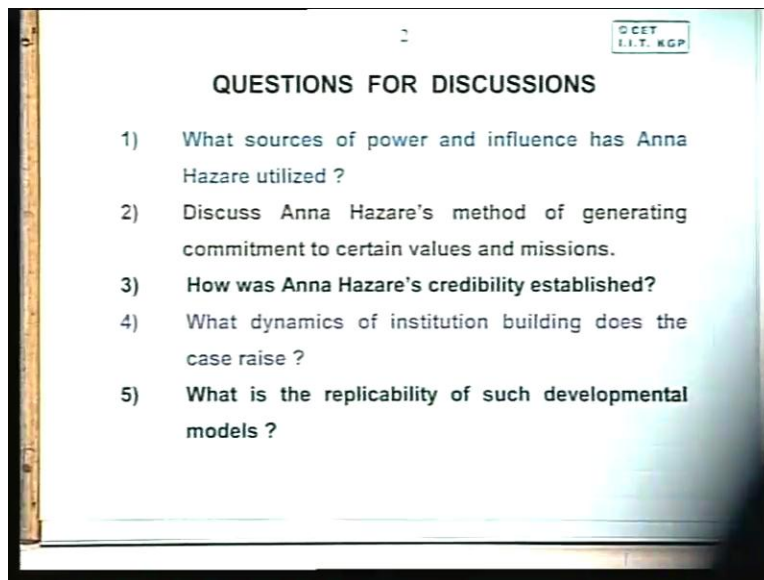 2
© CET
I.I.T. KGP
QUESTIONS FOR DISCUSSIONS
1) What sources of power and influence has Anna
Hazare utilized ?
2) Discuss Anna Hazare's method of generating
commitment to certain values and missions.
3) How was Anna Hazare's credibility established?
4) What dynamics of institution building does the
case raise ?
5) What is the replicability of such developmental
models ?